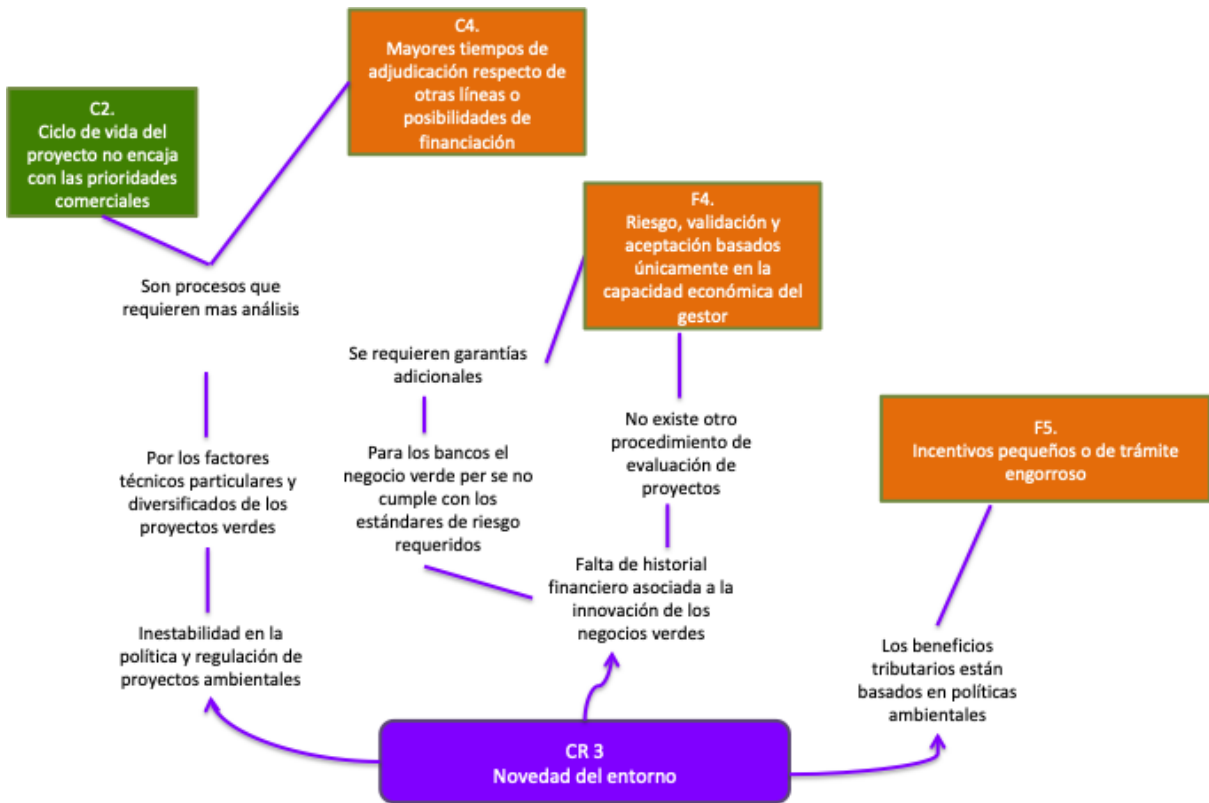 C4.
Mayores tiempos de
adjudicación respecto de
otras líneas o
posibilidades de
financiación
C2.
Ciclo de vida del
proyecto no encaja
con las prioridades
comerciales
F4.
Riesgo, validación y
aceptación basados
únicamente en la
capacidad económica del
gestor
Son procesos que
requieren mas análisis
Se requieren garantías
adicionales
No existe otro
procedimiento de
evaluación de
proyectos
F5.
Incentivos pequeños o de trámite
engorroso
Por los factores
técnicos particulares y
diversificados de los
proyectos verdes
Para los bancos el
negocio verde per se no
cumple con los
estándares de riesgo
requeridos
Falta de historial
financiero asociada a la
innovación de los
negocios verdes
Inestabilidad en la
política y regulación de
proyectos ambientales
Los beneficios
tributarios están
basados en políticas
ambientales
CR 3
Novedad del entorno